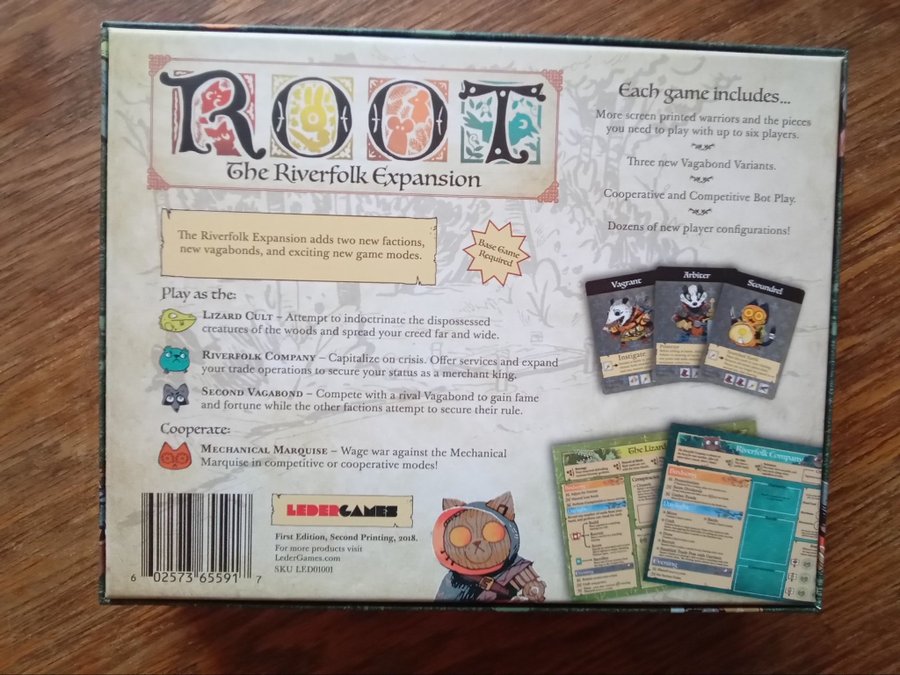 ROOT
The Riverfolk Expansion
The Riverfolk Expansion adds two new factions,
new vagabonds, and exciting new game modes.
Base Game
Required
Each game includes...
More screen printed warriors and the pieces
you need to play with up to six players.
Three new Vagabond Variants.
Cooperative and Competitive Bot Play.
Dozens of new player configurations!
Play as the:
LIZARD CULT – Attempt to indoctrinate the dispossessed
creatures of the woods and spread your creed far and wide.
RIVERFOLK COMPANY – Capitalize on crisis. Offer services and expand
your trade operations to secure your status as a merchant king.
SECOND VAGABOND – Compete with a rival Vagabond to gain fame
and fortune while the other factions attempt to secure their rule.
Cooperate:
MECHANICAL MARQUISE – Wage war against the Mechanical
Marquise in competitive or cooperative modes!
Vagrant
Instigate
Arbiter
Scoundrel
The Lizard
Riverfolk Company
Birdsong
Daylight
Evening
LEDERGAMES
First Edition, Second Printing, 2018.
For more products visit
LederGames.com
SKU LED01001
6 02573 65591 7